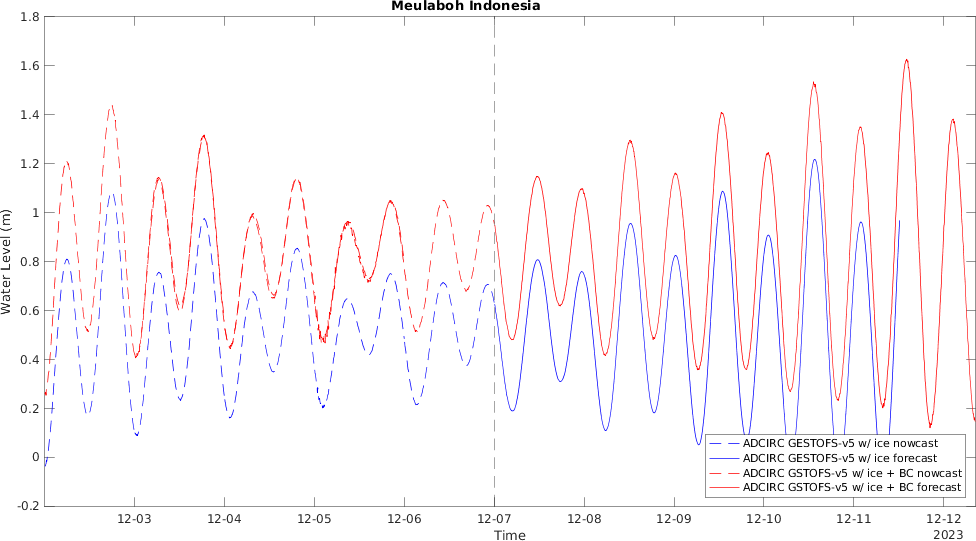 Meulaboh Indonesia
1.8
1.6
1.4
1.2
1
0.8
0.6
0.4
0.2
0
-0.2
Water Level (m)
ADCIRC GESTOFS-v5 w/ ice nowcast
ADCIRC GESTOFS-v5 w/ ice forecast
ADCIRC GSTOFS-v5 w/ ice + BC nowcast
ADCIRC GSTOFS-v5 w/ ice + BC forecast
12-03 12-04 12-05 12-06 12-07 12-08 12-09 12-10 12-11 12-12
Time 2023